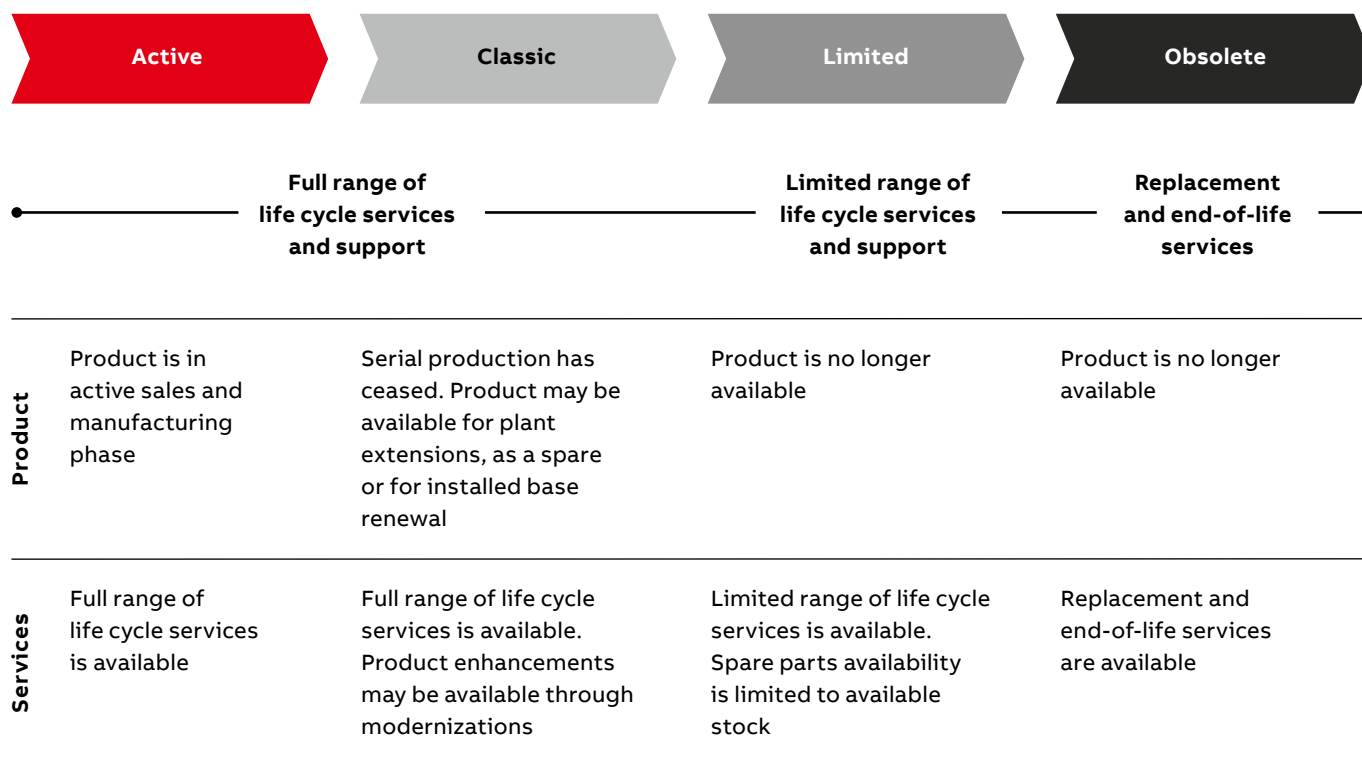 Active
Classic
Limited
Obsolete
Full range of
life cycle services
and support
Limited range of
life cycle services
and support
Replacement
and end-of-life
services
Product
Product is in
active sales and
manufacturing
phase
Serial production has
ceased. Product may be
available for plant
extensions, as a spare
or for installed base
renewal
Product is no longer
available
Product is no longer
available
Services
Full range of
life cycle services
is available
Full range of life cycle
services is available.
Product enhancements
may be available through
modernizations
Limited range of life cycle
services is available.
Spare parts availability
is limited to available
stock
Replacement and
end-of-life services
are available